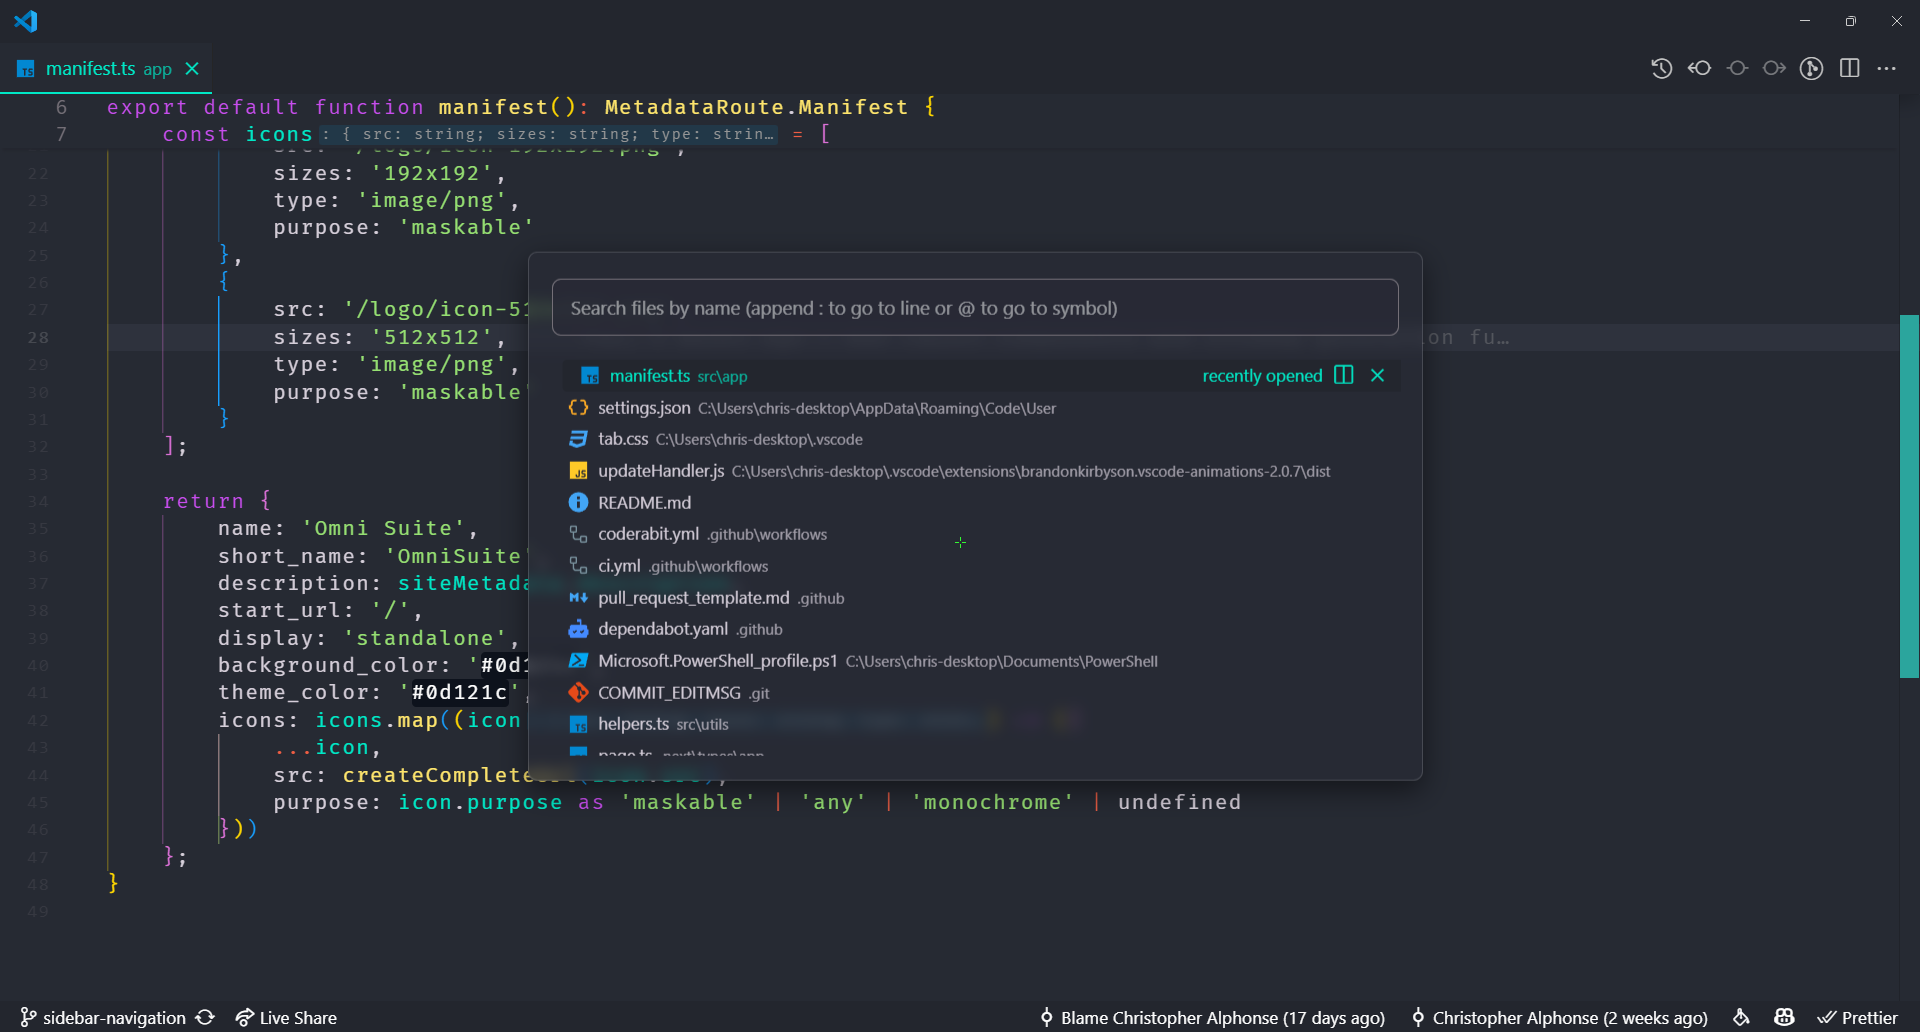 manifest.ts app
6 export default function manifest(): MetadataRoute.Manifest {
7 const icons : { src: string; sizes: string; type: strin… = [
22 sizes: '192x192',
23 type: 'image/png',
24 purpose: 'maskable'
25 },
26 {
27 src: '/logo/icon-51
28 sizes: '512x512', on fu…
29 type: 'image/png',
30 purpose: 'maskable'
31 }
32 ];
33
34 return {
35 name: 'Omni Suite',
36 short_name: 'OmniSuite'
37 description: siteMetada
38 start_url: '/',
39 display: 'standalone',
40 background_color: '#0d1
41 theme_color: '#0d121c',
42 icons: icons.map((icon
43 ...icon,
44 src: createComplete
45 purpose: icon.purpose as 'maskable' | 'any' | 'monochrome' | undefined
46 }))
47 };
48 }
49
Search files by name (append : to go to line or @ to go to symbol)
manifest.ts src\app recently opened
settings.json C:\Users\chris-desktop\AppData\Roaming\Code\User
tab.css C:\Users\chris-desktop\.vscode
updateHandler.js C:\Users\chris-desktop\.vscode\extensions\brandonkirbyson.vscode-animations-2.0.7\dist
README.md
coderabit.yml .github\workflows
ci.yml .github\workflows
pull_request_template.md .github
dependabot.yaml .github
Microsoft.PowerShell_profile.ps1 C:\Users\chris-desktop\Documents\PowerShell
COMMIT_EDITMSG .git
helpers.ts src\utils
page.ts
sidebar-navigation Live Share Blame Christopher Alphonse (17 days ago) Christopher Alphonse (2 weeks ago) Prettier